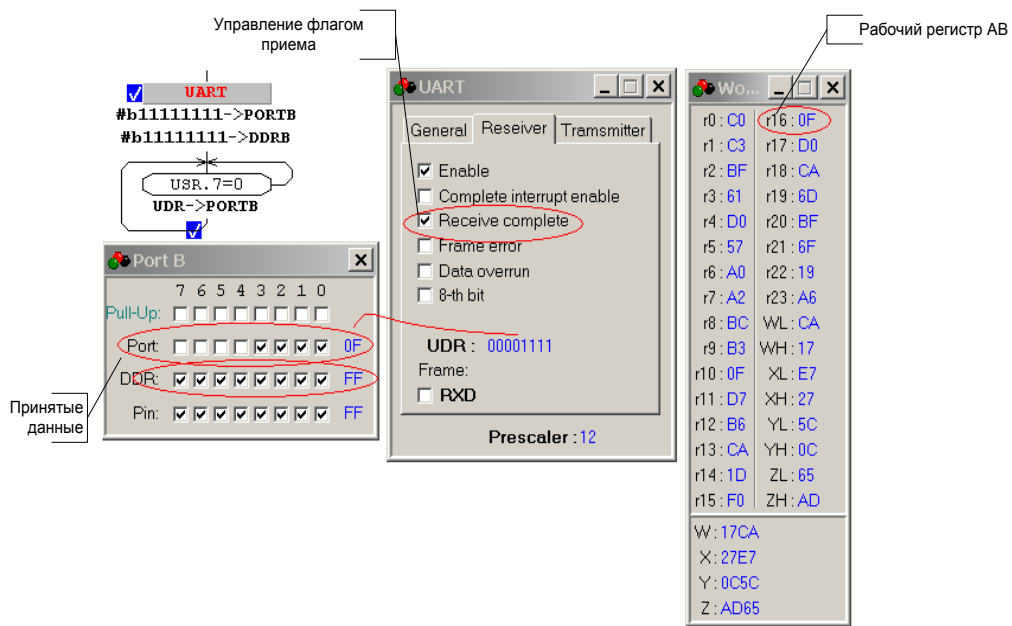 Управление флагом
приема
Рабочий регистр АВ
UART
#b11111111->PORTB
#b11111111->DDRB
USR.7=0
UDR->PORTB
Port B
7 6 5 4 3 2 1 0
Pull-Up:
Port: 0F
DDR: FF
Pin: FF
Принятые
данные
UART
General Reseiver Tramsmitter
Enable
Complete interrupt enable
Receive complete
Frame error
Data overrun
8-th bit
UDR : 00001111
Frame:
RXD
Prescaler :12
Wo...
r0 : C0 r16 : 0F
r1 : C3 r17 : D0
r2 : BF r18 : CA
r3 : 61 r19 : 6D
r4 : D0 r20 : BF
r5 : 57 r21 : 6F
r6 : A0 r22 : 19
r7 : A2 r23 : A6
r8 : BC WL : CA
r9 : B3 WH : 17
r10 : 0F XL : E7
r11 : D7 XH : 27
r12 : B6 YL : 5C
r13 : CA YH : 0C
r14 : 1D ZL : 65
r15 : F0 ZH : AD
W : 17CA
X : 27E7
Y : 0C5C
Z : AD65